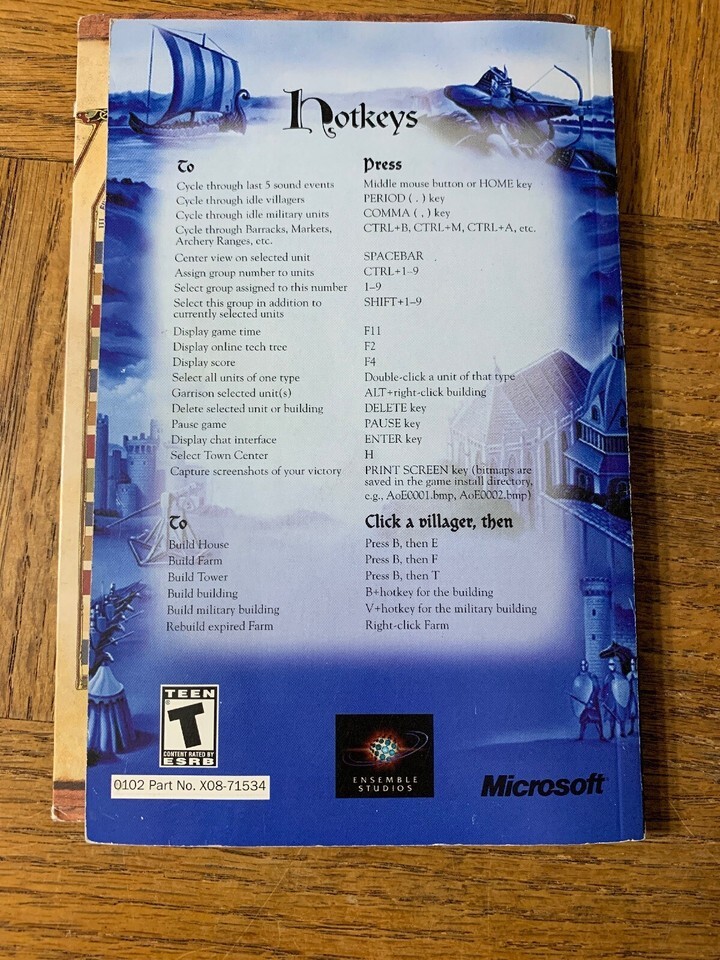 Hotkeys
To Press
Cycle through last 5 sound events Middle mouse button or HOME key
Cycle through idle villagers PERIOD ( . ) key
Cycle through idle military units COMMA ( , ) key
Cycle through Barracks, Markets, CTRL+B, CTRL+M, CTRL+A, etc.
Archery Ranges, etc.
Center view on selected unit SPACEBAR
Assign group number to units CTRL+1–9
Select group assigned to this number 1–9
Select this group in addition to SHIFT+1–9
currently selected units
Display game time F11
Display online tech tree F2
Display score F4
Select all units of one type Double-click a unit of that type
Garrison selected unit(s) ALT+right-click building
Delete selected unit or building DELETE key
Pause game PAUSE key
Display chat interface ENTER key
Select Town Center H
Capture screenshots of your victory PRINT SCREEN key (bitmaps are
saved in the game install directory,
e.g., AoE0001.bmp, AoE0002.bmp)
To Click a villager, then
Build House Press B, then E
Build Farm Press B, then F
Build Tower Press B, then T
Build building B+hotkey for the building
Build military building V+hotkey for the military building
Rebuild expired Farm Right-click Farm
TEEN
T
CONTENT RATED BY
ESRB
0102 Part No. X08-71534
ENSEMBLE
STUDIOS
Microsoft